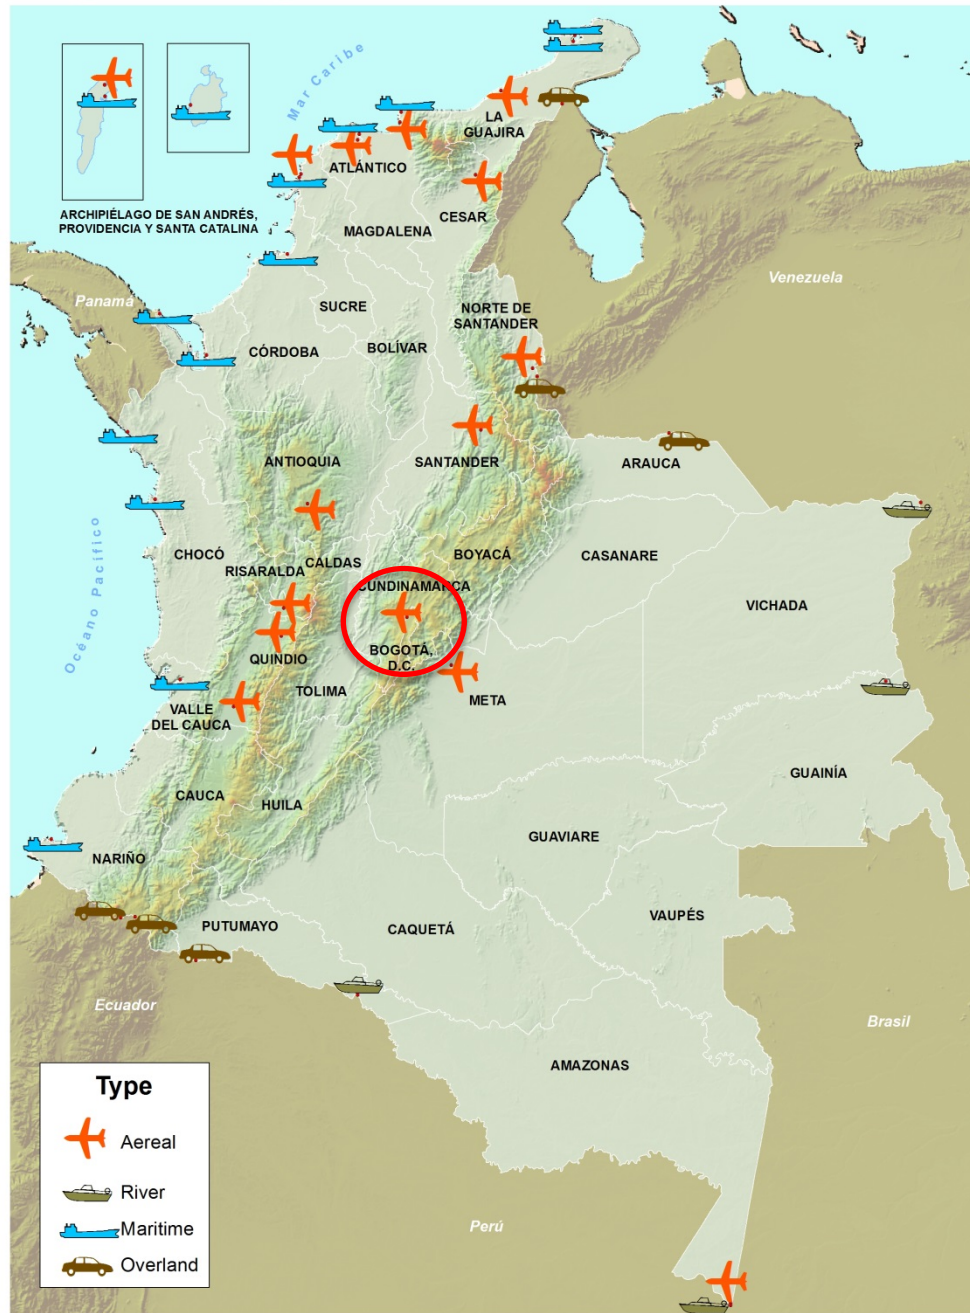 Mar Caribe
LA
GUAJIRA
ATLÁNTICO
CESAR
ARCHIPIÉLAGO DE SAN ANDRÉS,
PROVIDENCIA Y SANTA CATALINA
MAGDALENA
Venezuela
Panamá
SUCRE
NORTE DE
SANTANDER
CÓRDOBA
BOLÍVAR
ANTIOQUIA
SANTANDER
ARAUCA
Océano Pacifico
CHOCÓ
RISARALDA
CALDAS
BOYACÁ
CASANARE
CUNDINAMARCA
VICHADA
BOGOTÁ,
D.C.
QUINDIO
TOLIMA
META
VALLE
DEL CAUCA
GUAINÍA
CAUCA
HUILA
GUAVIARE
NARIÑO
PUTUMAYO
CAQUETÁ
VAUPÉS
Ecuador
Brasil
AMAZONAS
Perú
Type
Aereal
River
Maritime
Overland